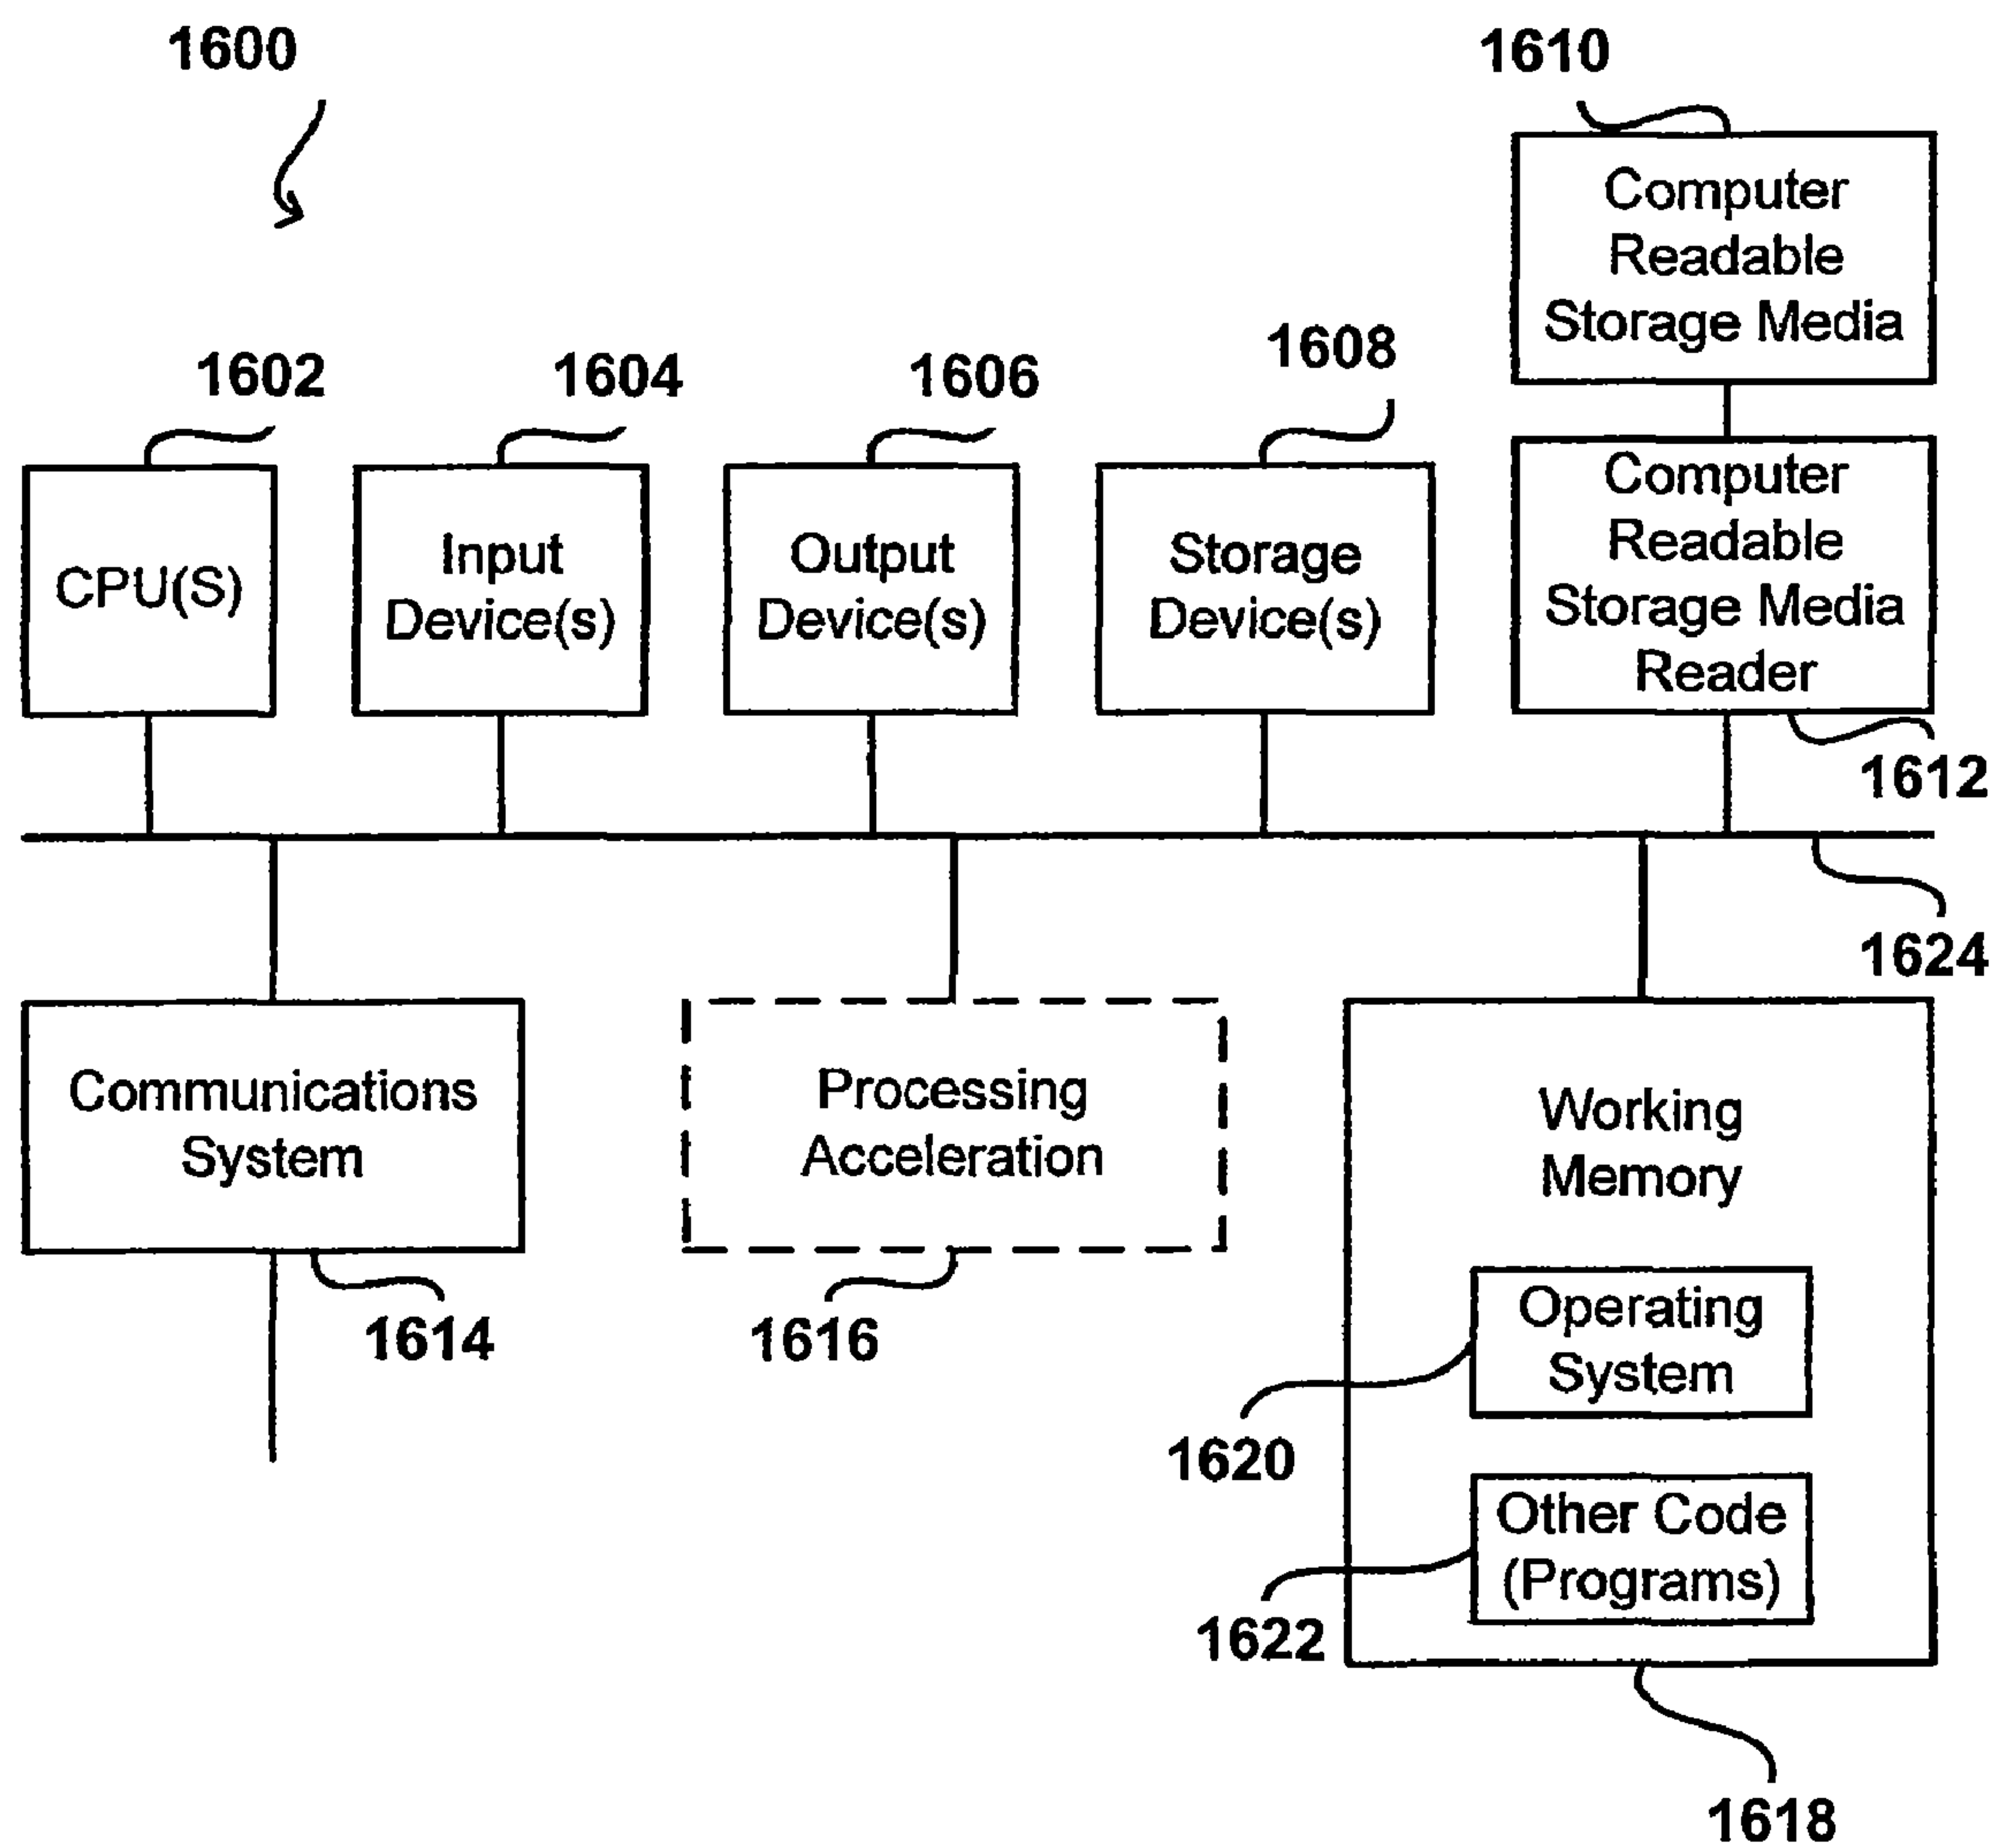 1600
1610
Computer
Readable
Storage Media
1602
1604
1606
1608
CPU(S)
Input
Device(s)
Output
Device(s)
Storage
Device(s)
Computer
Readable
Storage Media
Reader
1612
1624
Communications
System
1614
Processing
Acceleration
1616
Working
Memory
Operating
System
1620
Other Code
(Programs)
1622
1618